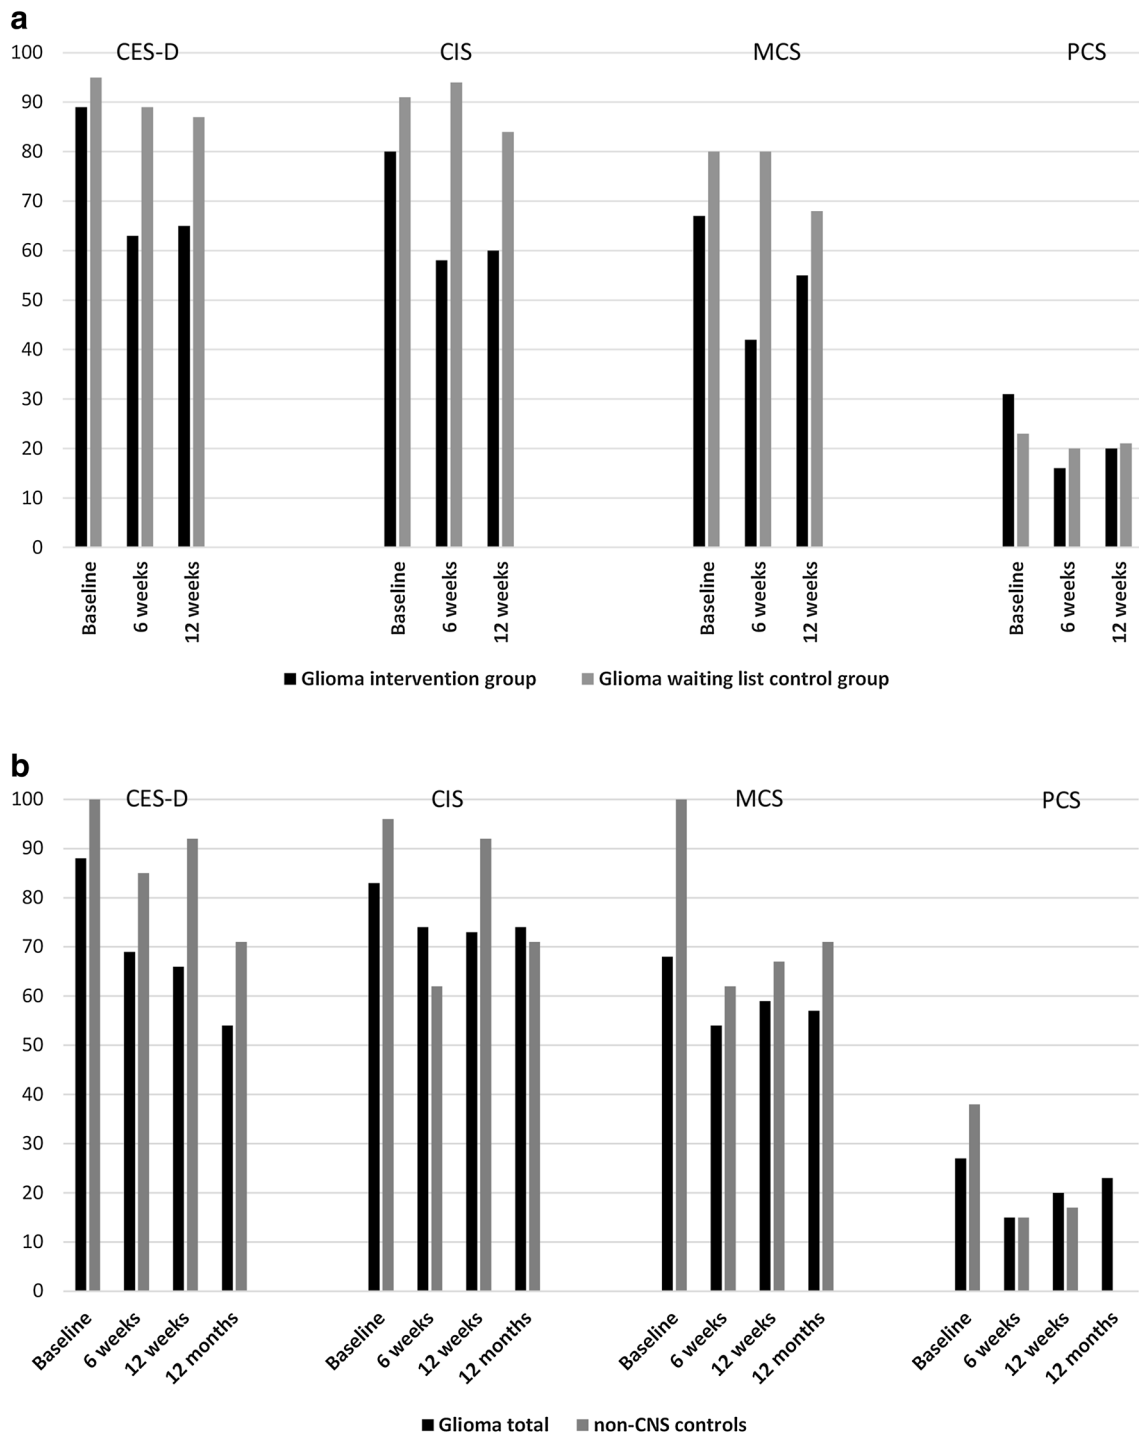 a
CES-D CIS MCS PCS
100
90
80
70
60
50
40
30
20
10
0
Baseline 6 weeks 12 weeks Baseline 6 weeks 12 weeks Baseline 6 weeks 12 weeks Baseline 6 weeks 12 weeks
Glioma intervention group Glioma waiting list control group
b
CES-D CIS MCS PCS
100
90
80
70
60
50
40
30
20
10
0
Baseline 6 weeks 12 weeks 12 months Baseline 6 weeks 12 weeks 12 months Baseline 6 weeks 12 weeks 12 months Baseline 6 weeks 12 weeks 12 months
Glioma total non-CNS controls